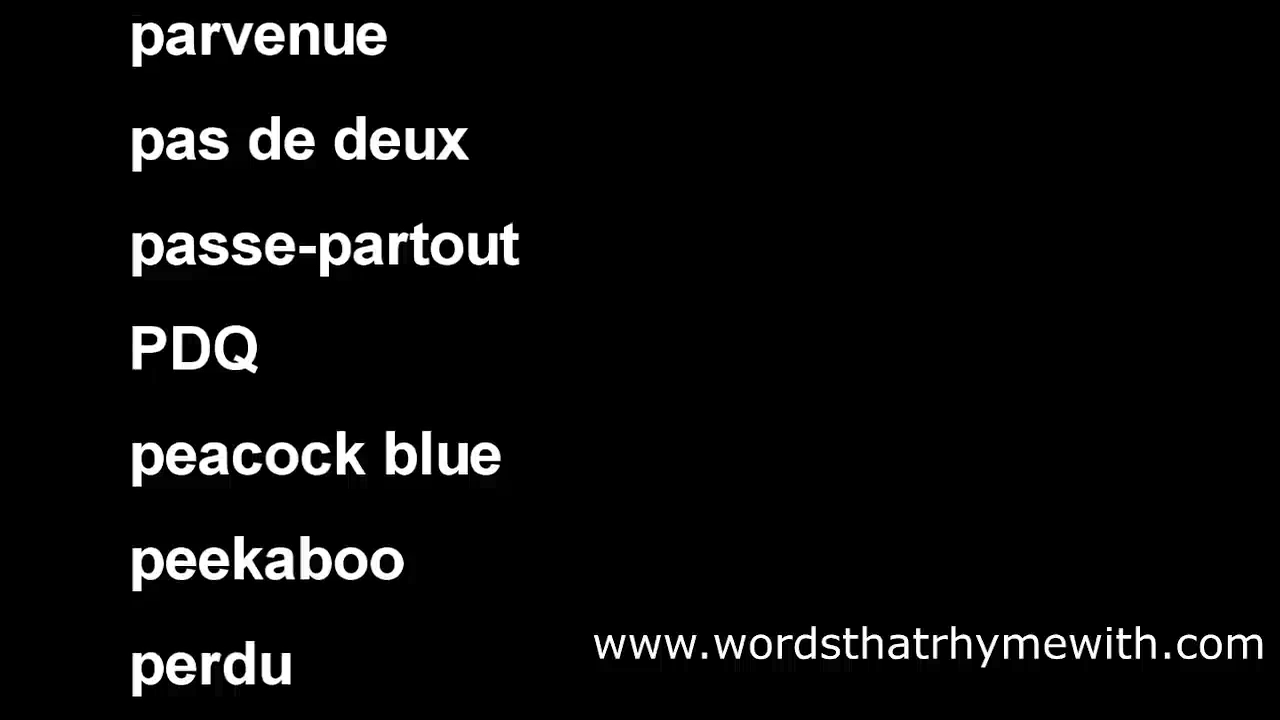 parvenue
pas de deux
passe-partout
PDQ
peacock blue
peekaboo
perdu
www.wordsthatrhymewith.com